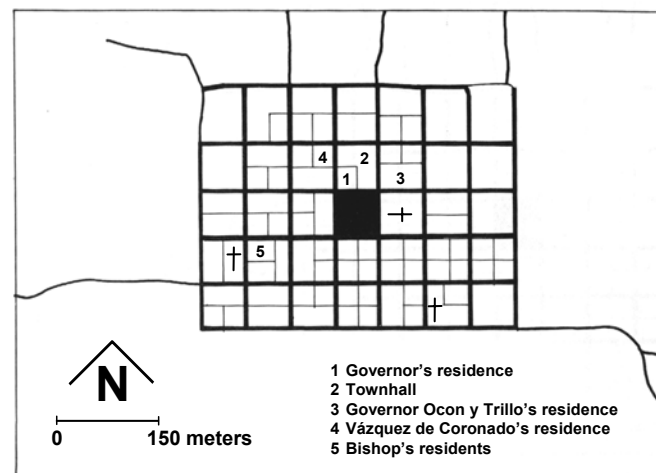 4
2
1
3
5
N
0
150 meters
1 Governor's residence
2 Townhall
3 Governor Ocon y Trillo's residence
4 Vázquez de Coronado's residence
5 Bishop's residents